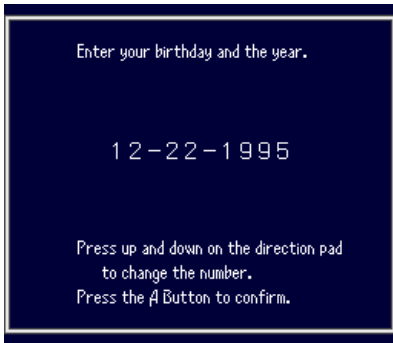 Enter your birthday and the year.
12-22-1995
Press up and down on the direction pad
to change the number.
Press the A Button to confirm.